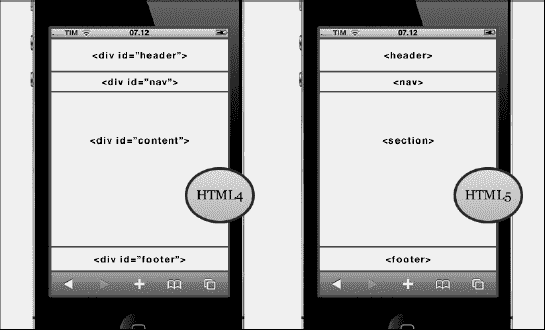 TIM 07.12
<div id="header">
<div id="nav">
<div id="content">
HTML4
<div id="footer">
TIM 07.12
<header>
<nav>
<section>
HTML5
<footer>